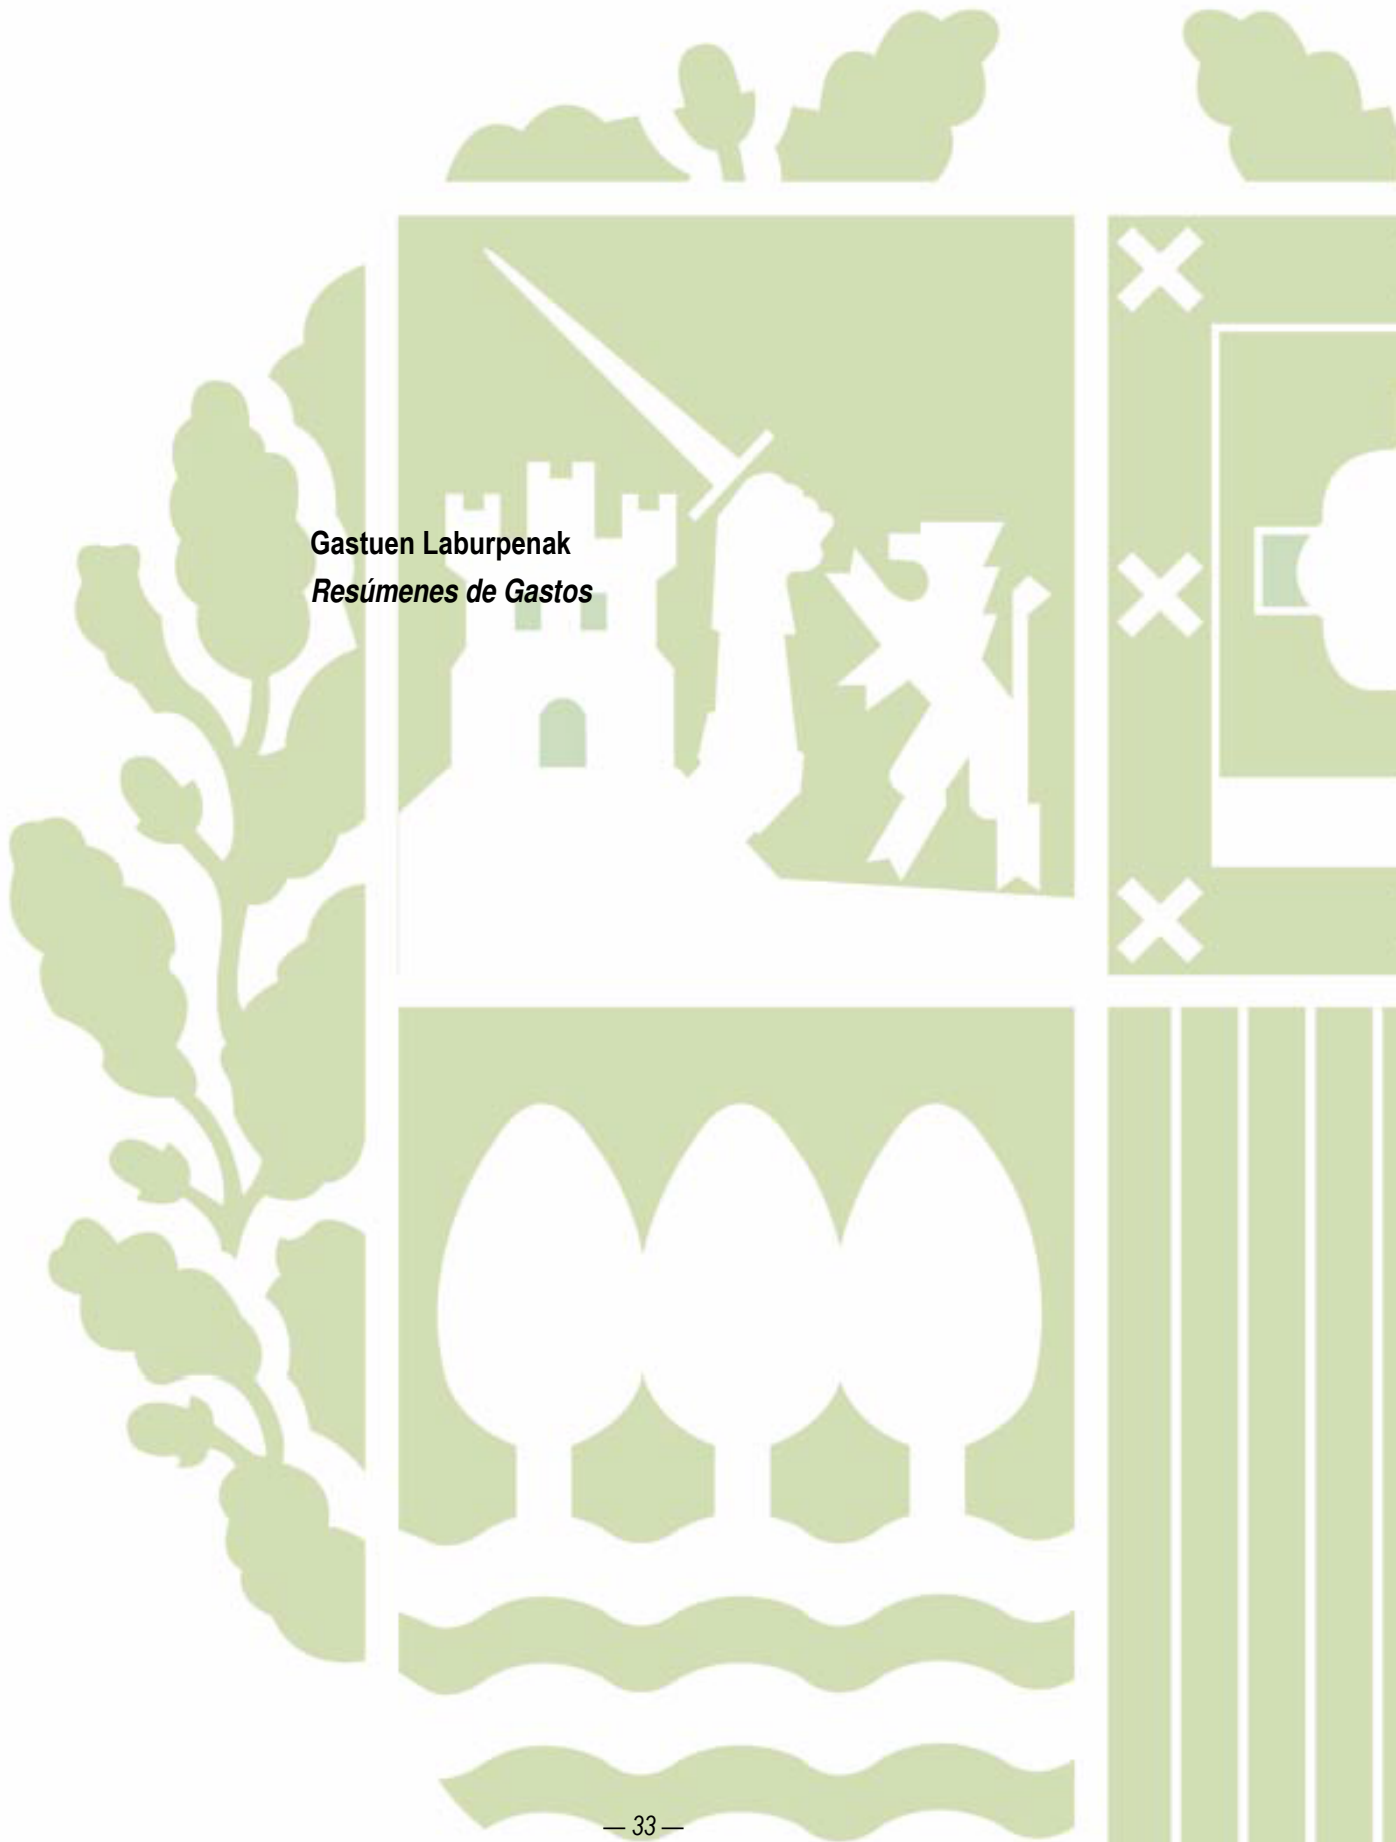 Gastuen Laburpenak
Resúmenes de Gastos
— 33 —